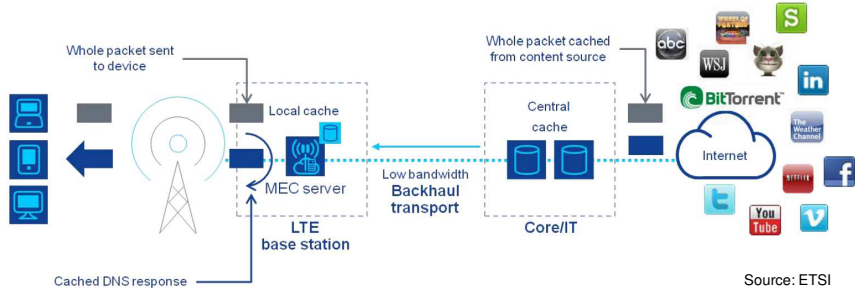 Whole packet sent
to device
Whole packet cached
from content source
abc
WSJ
S
in
BitTorrent™
The
Weather
Channel
Local cache
Central
cache
Internet
MEC server
Low bandwidth
Backhaul
transport
NETFLIX
f
t
You
Tube
v
LTE
base station
Core/IT
Cached DNS response
Source: ETSI